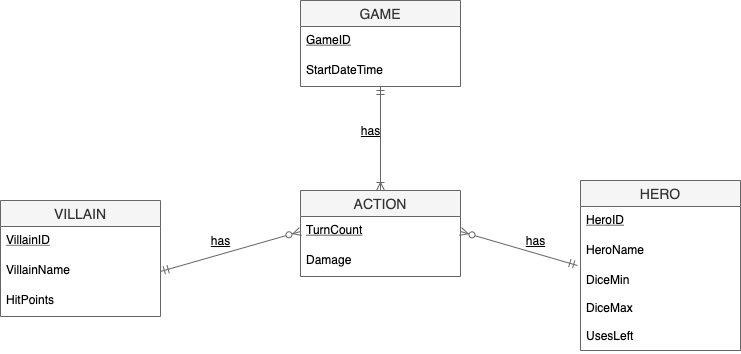 GAME
GameID
StartDateTime
has
VILLAIN
VillainID
VillainName
HitPoints
has
ACTION
TurnCount
Damage
has
HERO
HeroID
HeroName
DiceMin
DiceMax
UsesLeft